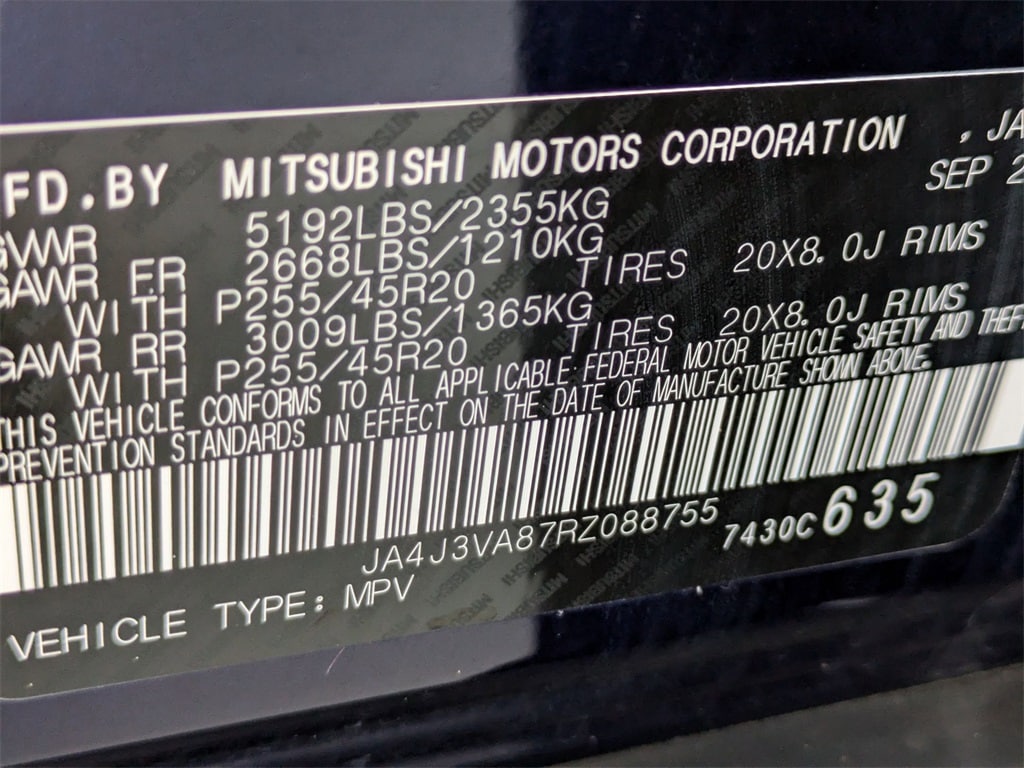 FD.BY MITSUBISHI MOTORS CORPORATION , JA
SEP 2
GVWR 5192LBS/2355KG
GAWR FR 2668LBS/1210KG
WITH P255/45R20 TIRES 20X8.0J RIMS
GAWR RR 3009LBS/1365KG
WITH P255/45R20 TIRES 20X8.0J RIMS
THIS VEHICLE CONFORMS TO ALL APPLICABLE FEDERAL MOTOR VEHICLE SAFETY AND THEFT
PREVENTION STANDARDS IN EFFECT ON THE DATE OF MANUFACTURE SHOWN ABOVE.
JA4J3VA87RZ088755 7430C 635
VEHICLE TYPE: MPV